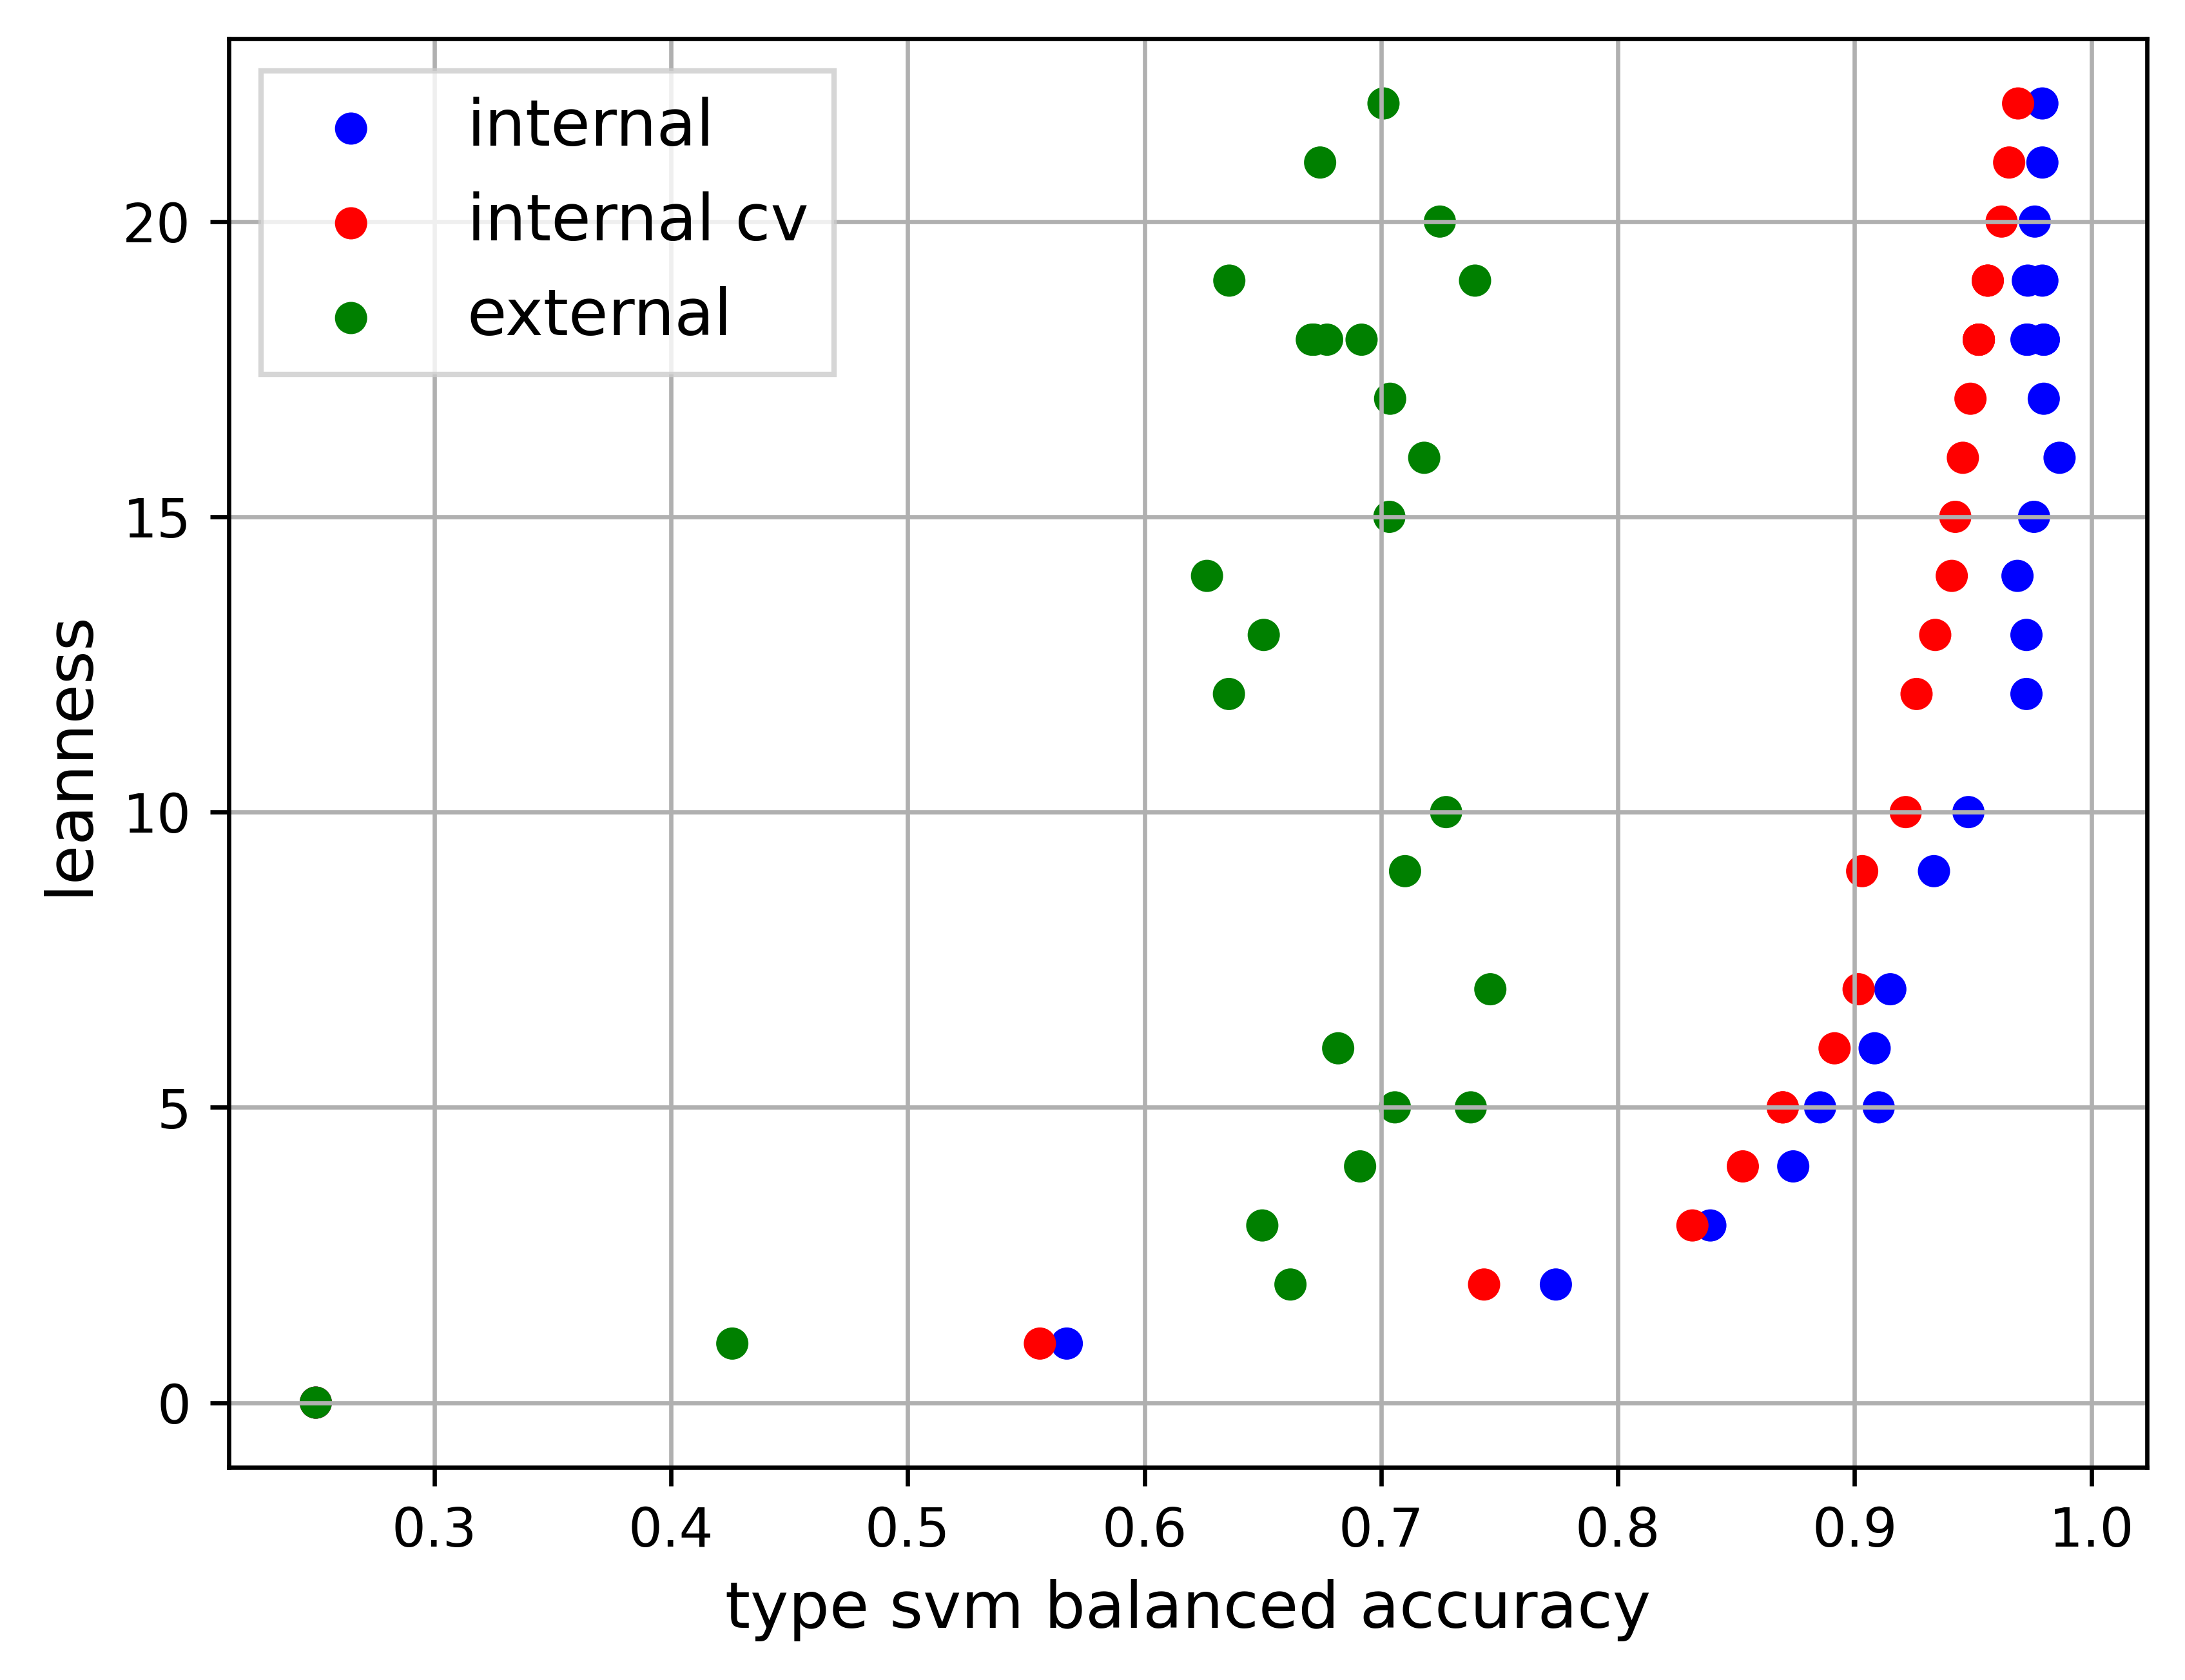 internal
internal cv
external
20
15
10
5
0
leanness
0.3 0.4 0.5 0.6 0.7 0.8 0.9 1.0
type svm balanced accuracy